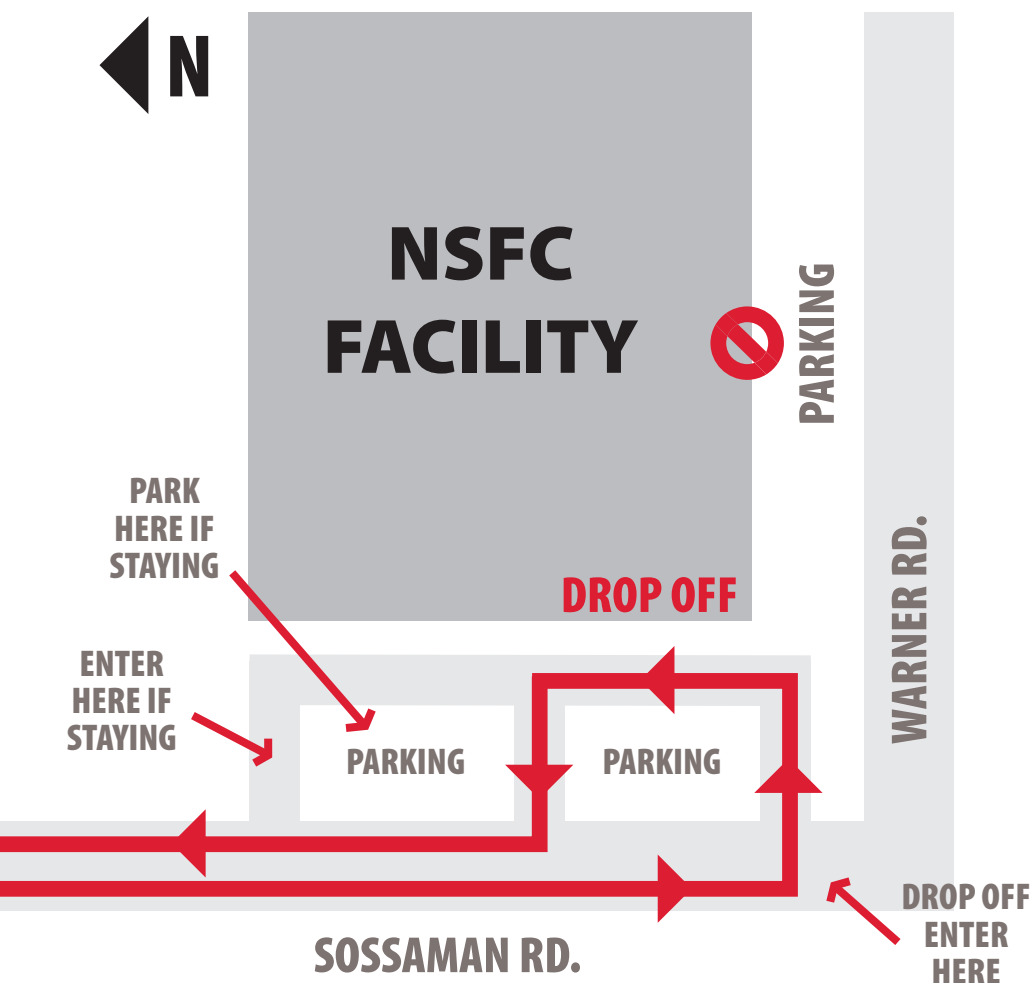 N
NSFC
FACILITY
PARKING
PARK
HERE IF
STAYING
WARNER RD.
DROP OFF
ENTER
HERE IF
STAYING
PARKING
PARKING
DROP OFF
ENTER
HERE
SOSSAMAN RD.